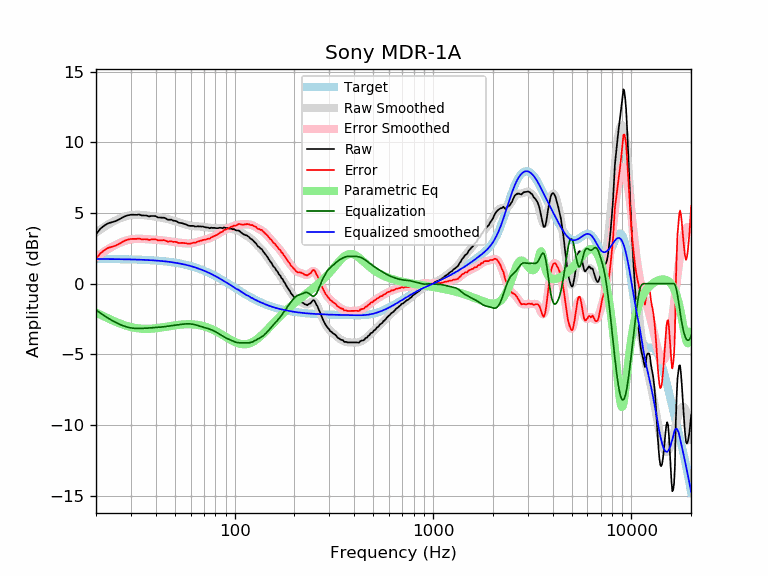 Sony MDR-1A
15
10
5
0
−5
−10
−15
Amplitude (dBr)
Target
Raw Smoothed
Error Smoothed
Raw
Error
Parametric Eq
Equalization
Equalized smoothed
100
1000
10000
Frequency (Hz)